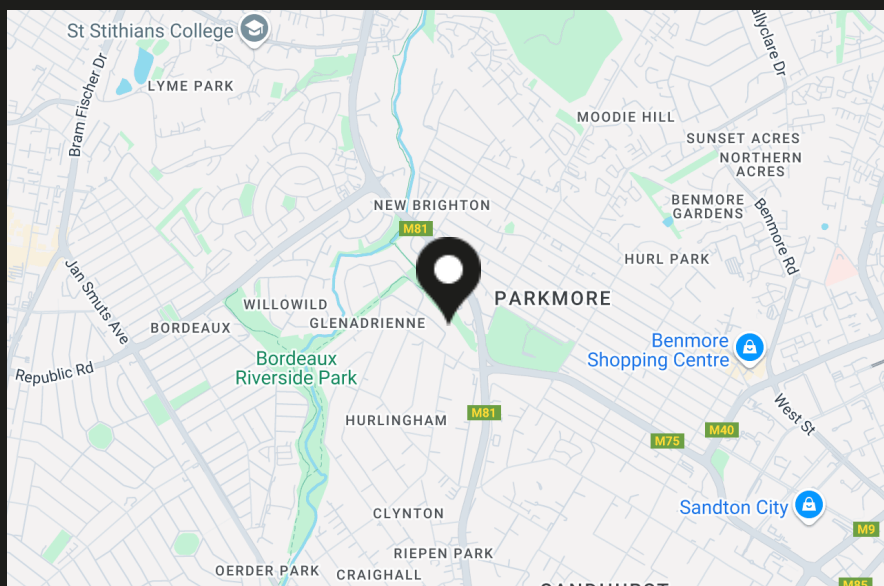 St Stithians College
LYME PARK
Bram Fischer Dr
MOODIE HILL
SUNSET ACRES
NORTHERN
ACRES
NEW BRIGHTON
M81
BENMORE
GARDENS
Benmore Rd
HURL PARK
Jan Smuts Ave
WILLOWILD
PARKMORE
BORDEAUX
GLENADRIENNE
Benmore
Shopping Centre
Bordeaux
Riverside Park
Republic Rd
HURLINGHAM
M81
West St
M40
M75
Sandton City
CLYNTON
M9
RIEPEN PARK
OERDER PARK
CRAIGHALL
M85